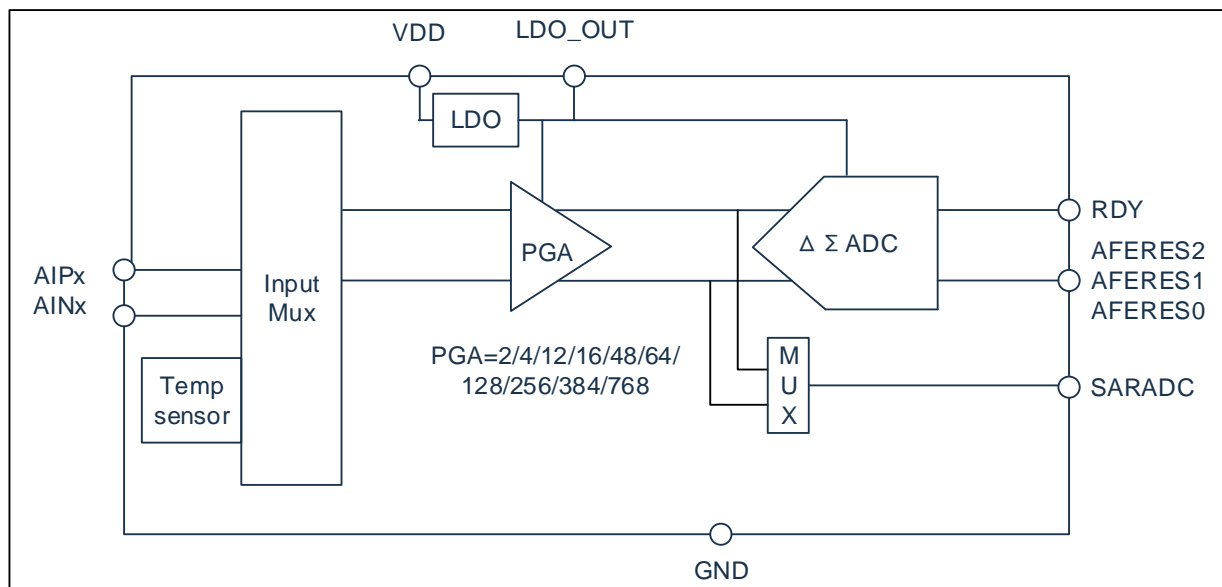 VDD
LDO_OUT
LDO
AIPx
AINx
Input
Mux
Temp
sensor
PGA
PGA=2/4/12/16/48/64/
128/256/384/768
Δ Σ ADC
M
U
X
RDY
AFERES2
AFERES1
AFERES0
SARADC
GND